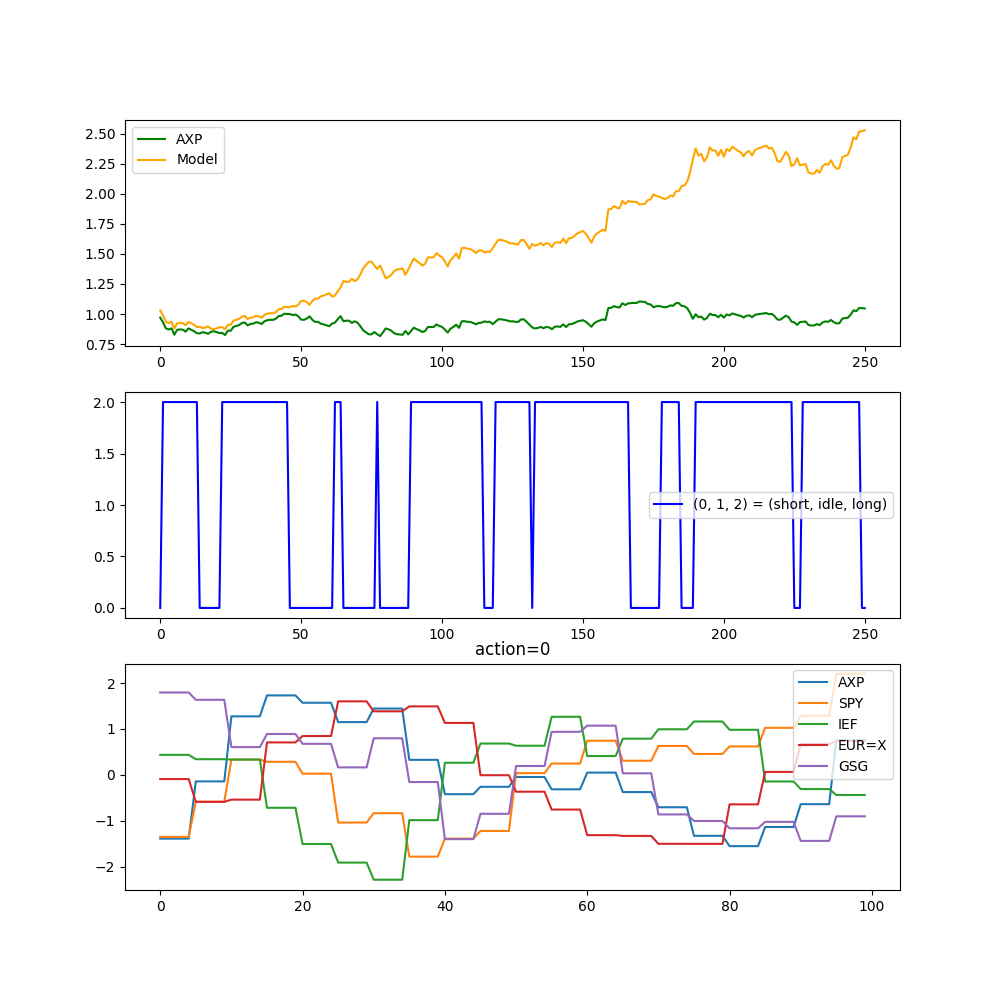 2.50
2.25
2.00
1.75
1.50
1.25
1.00
0.75
AXP
Model
0 50 100 150 200 250
2.0
1.5
1.0
0.5
0.0
(0, 1, 2) = (short, idle, long)
0 50 100 150 200 250
action=0
2
1
0
−1
−2
AXP
SPY
IEF
EUR=X
GSG
0 20 40 60 80 100